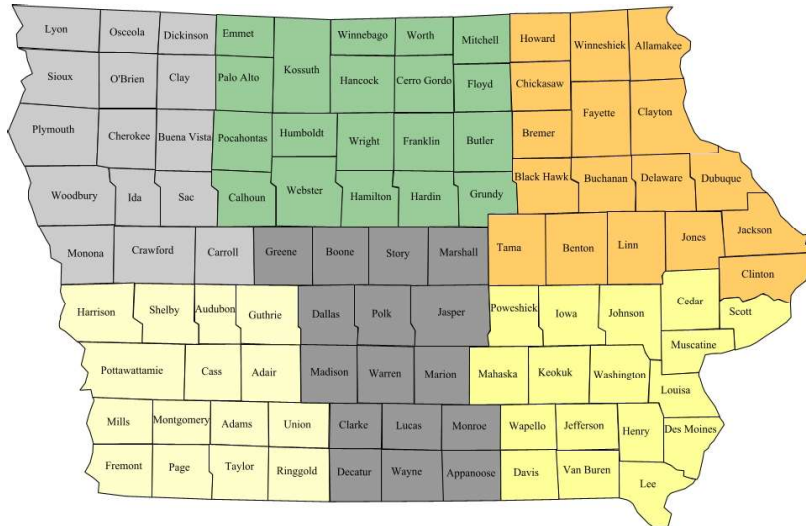 Lyon
Osceola
Dickinson
Emmet
Winnebago
Worth
Mitchell
Howard
Winneshiek
Allamakee
Sioux
O'Brien
Clay
Palo Alto
Kossuth
Hancock
Cerro Gordo
Floyd
Chickasaw
Plymouth
Cherokee
Buena Vista
Pocahontas
Humboldt
Wright
Franklin
Butler
Bremer
Fayette
Clayton
Woodbury
Ida
Sac
Calhoun
Webster
Hamilton
Hardin
Grundy
Black Hawk
Buchanan
Delaware
Dubuque
Monona
Crawford
Carroll
Greene
Boone
Story
Marshall
Tama
Benton
Linn
Jones
Jackson
Clinton
Harrison
Shelby
Audubon
Guthrie
Dallas
Polk
Jasper
Poweshiek
Iowa
Johnson
Cedar
Scott
Muscatine
Pottawattamie
Cass
Adair
Madison
Warren
Marion
Mahaska
Keokuk
Washington
Louisa
Mills
Montgomery
Adams
Union
Clarke
Lucas
Monroe
Wapello
Jefferson
Henry
Des Moines
Fremont
Page
Taylor
Ringgold
Decatur
Wayne
Appanoose
Davis
Van Buren
Lee